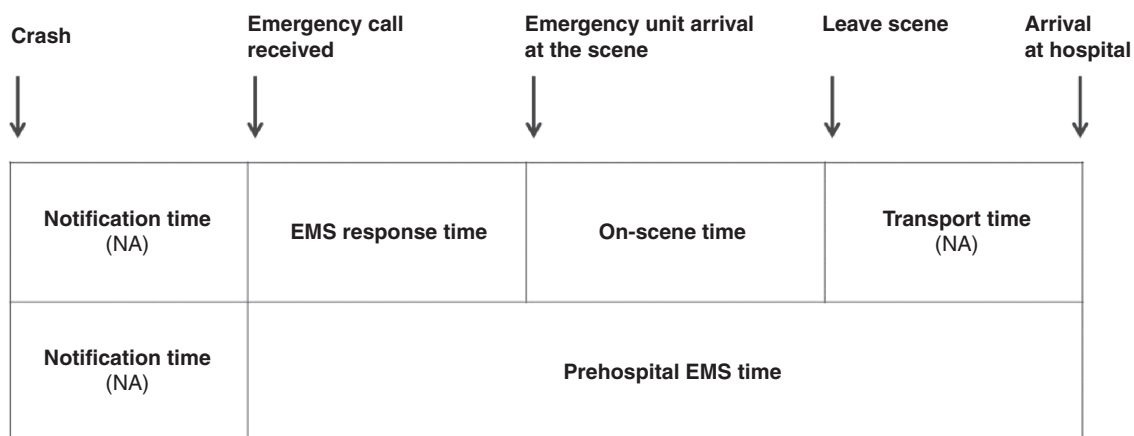 Crash
Emergency call
received
Emergency unit arrival
at the scene
Leave scene
Arrival
at hospital
Notification time
(NA)
EMS response time
On-scene time
Transport time
(NA)
Notification time
(NA)
Prehospital EMS time